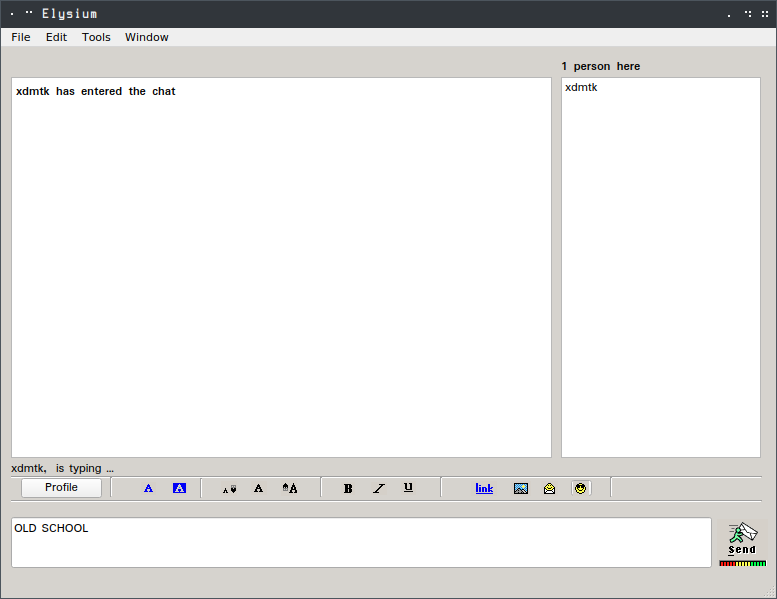 Elysium
File Edit Tools Window
1 person here
xdmtk has entered the chat
xdmtk
xdmtk, is typing ...
Profile A A A A A B I U link
OLD SCHOOL
Send